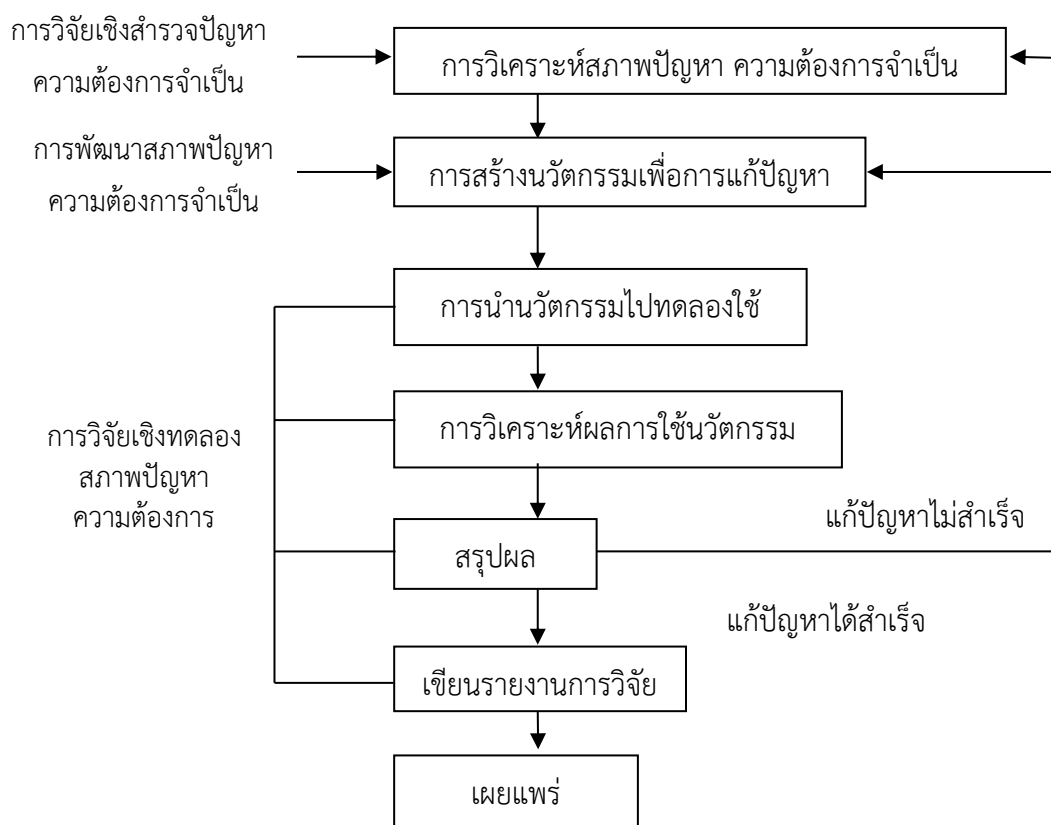 การวิจัยเชิงสำรวจปัญหา
ความต้องการจำเป็น
การวิเคราะห์สภาพปัญหา ความต้องการจำเป็น
การพัฒนาสภาพปัญหา
ความต้องการจำเป็น
การสร้างนวัตกรรมเพื่อการแก้ปัญหา
การนำนวัตกรรมไปทดลองใช้
การวิเคราะห์ผลการใช้นวัตกรรม
การวิจัยเชิงทดลอง
สภาพปัญหา
ความต้องการ
แก้ปัญหาไม่สำเร็จ
สรุปผล
แก้ปัญหาได้สำเร็จ
เขียนรายงานการวิจัย
เผยแพร่